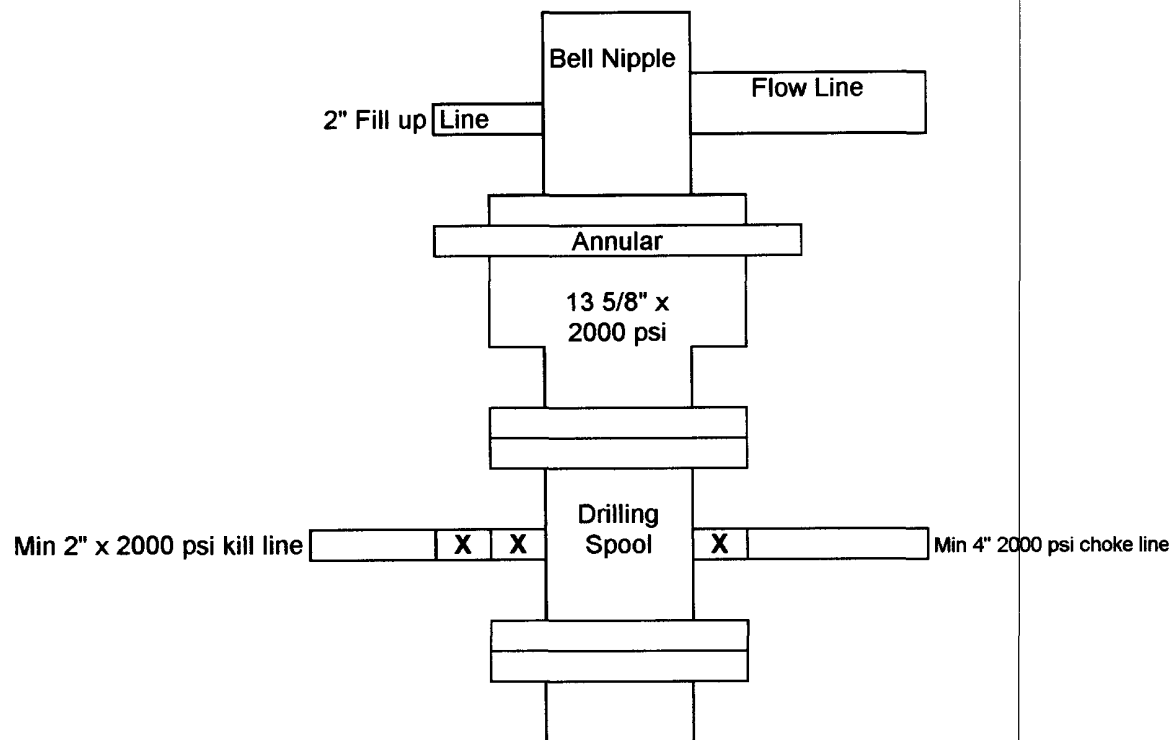 Bell Nipple
Flow Line
2" Fill up Line
Annular
13 5/8" x
2000 psi
Drilling
Spool
Min 2" x 2000 psi kill line
X
X
X
Min 4" 2000 psi choke line